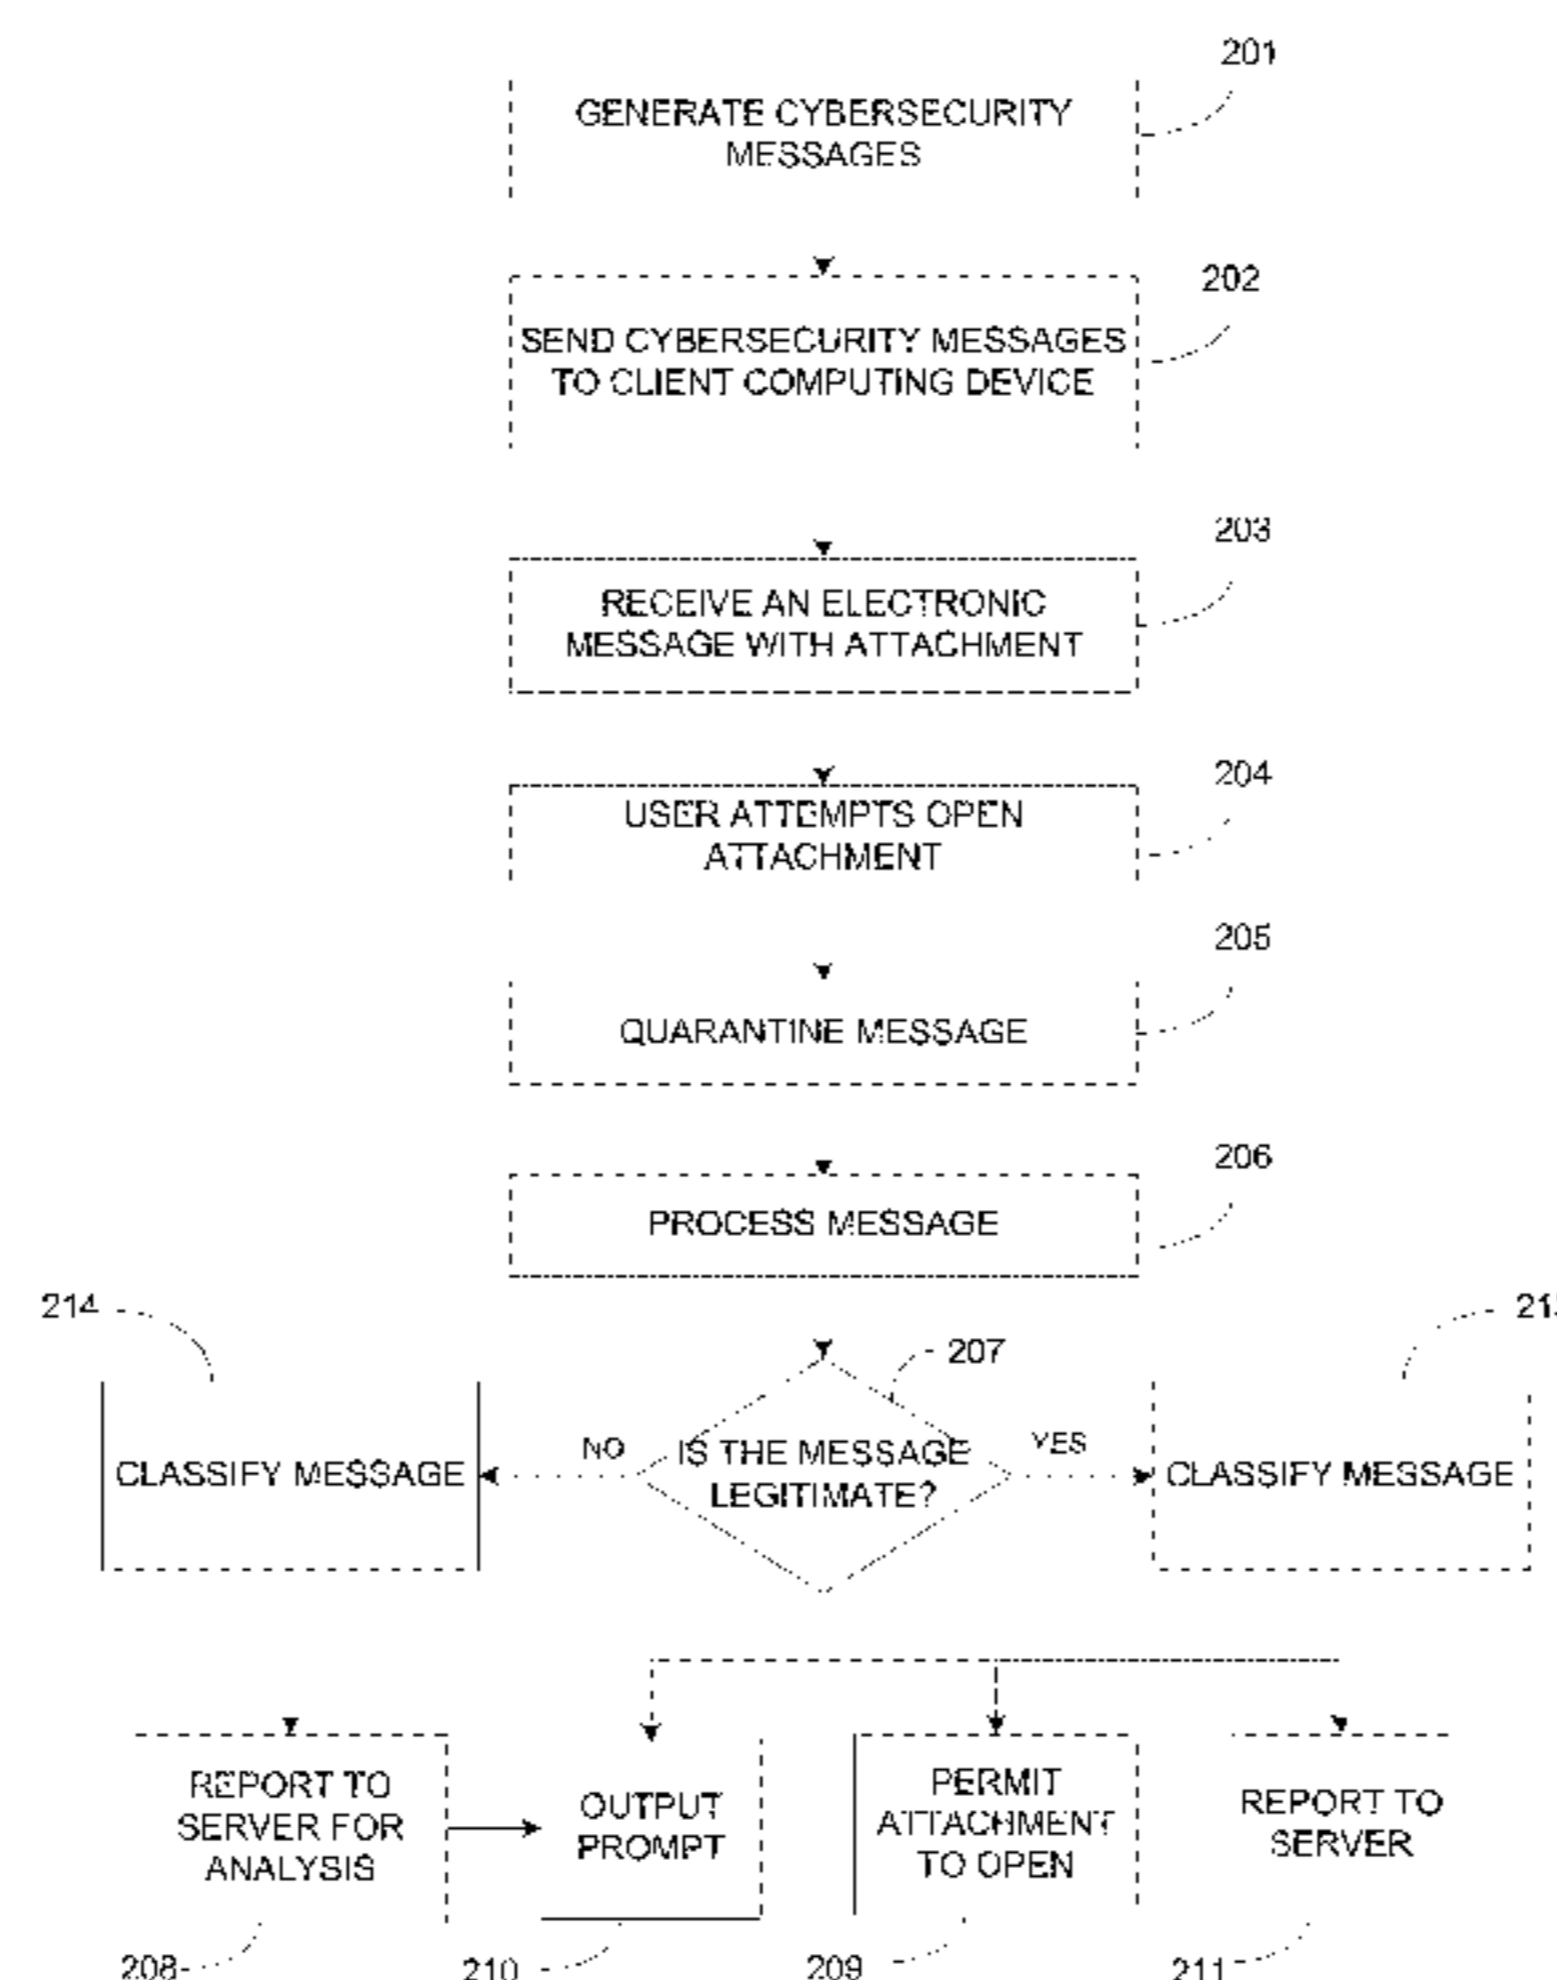 201
GENERATE CYBERSECURITY
MESSAGES
202
SEND CYBERSECURITY MESSAGES
TO CLIENT COMPUTING DEVICE
203
RECEIVE AN ELECTRONIC
MESSAGE WITH ATTACHMENT
204
USER ATTEMPTS OPEN
ATTACHMENT
205
QUARANTINE MESSAGE
206
PROCESS MESSAGE
214
207
CLASSIFY MESSAGE
NO
IS THE MESSAGE
LEGITIMATE?
YES
CLASSIFY MESSAGE
REPORT TO
SERVER FOR
ANALYSIS
OUTPUT
PROMPT
PERMIT
ATTACHMENT
TO OPEN
REPORT TO
SERVER
208
210
209
211